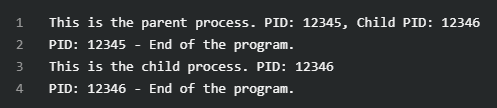 1 This is the parent process. PID: 12345, Child PID: 12346
2 PID: 12345 - End of the program.
3 This is the child process. PID: 12346
4 PID: 12346 - End of the program.